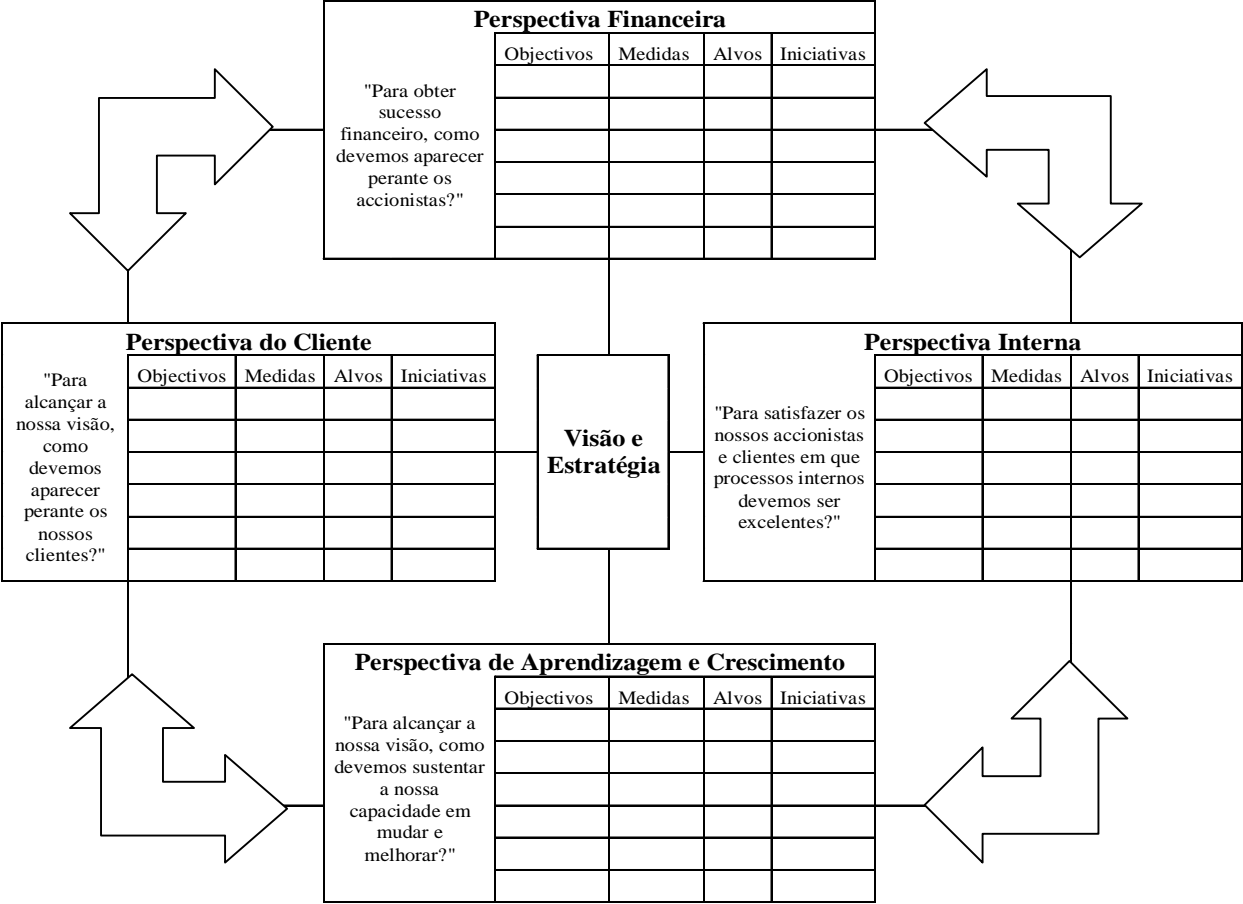 Perspectiva Financeira
Objectivos Medidas Alvos Iniciativas
"Para obter
sucesso
financeiro, como
devemos aparecer
perante os
accionistas?"
Perspectiva do Cliente
Objectivos Medidas Alvos Iniciativas
"Para
alcançar a
nossa visão,
como
devemos
aparecer
perante os
nossos
clientes?"
Visão e
Estratégia
Perspectiva Interna
Objectivos Medidas Alvos Iniciativas
"Para satisfazer os
nossos accionistas
e clientes em que
processos internos
devemos ser
excelentes?"
Perspectiva de Aprendizagem e Crescimento
Objectivos Medidas Alvos Iniciativas
"Para alcançar a
nossa visão, como
devemos sustentar
a nossa
capacidade em
mudar e
melhorar?"